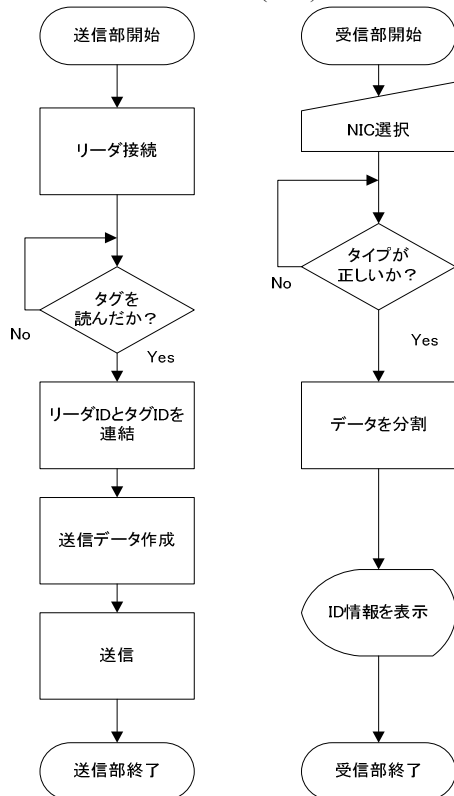 送信部開始
リーダ接続
タグを
読んだか？
No
Yes
リーダIDとタグIDを
連結
送信データ作成
送信
送信部終了
受信部開始
NIC選択
タイプが
正しいか？
No
Yes
データを分割
ID情報を表示
受信部終了